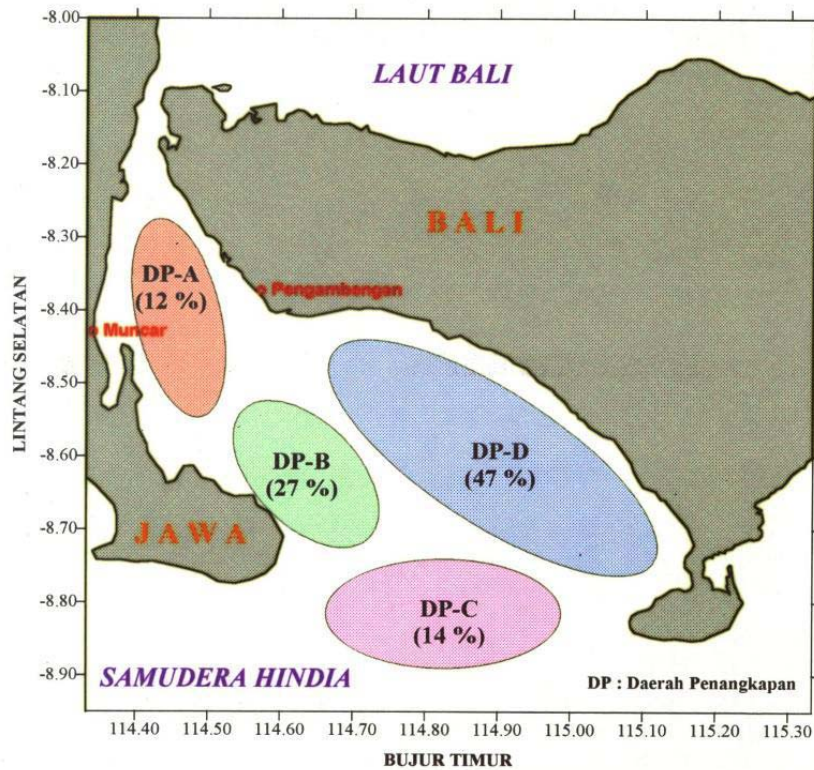 -8.00
LAUT BALI
-8.10
-8.20
BALI
-8.30
DP-A
(12 %)
Pengambengan
-8.40
Muncar
LINTANG SELATAN
-8.50
DP-B
(27 %)
DP-D
(47 %)
-8.60
-8.70
JAWA
-8.80
DP-C
(14 %)
-8.90
SAMUDERA HINDIA
DP : Daerah Penangkapan
114.40 114.50 114.60 114.70 114.80 114.90 115.00 115.10 115.20 115.30
BUJUR TIMUR